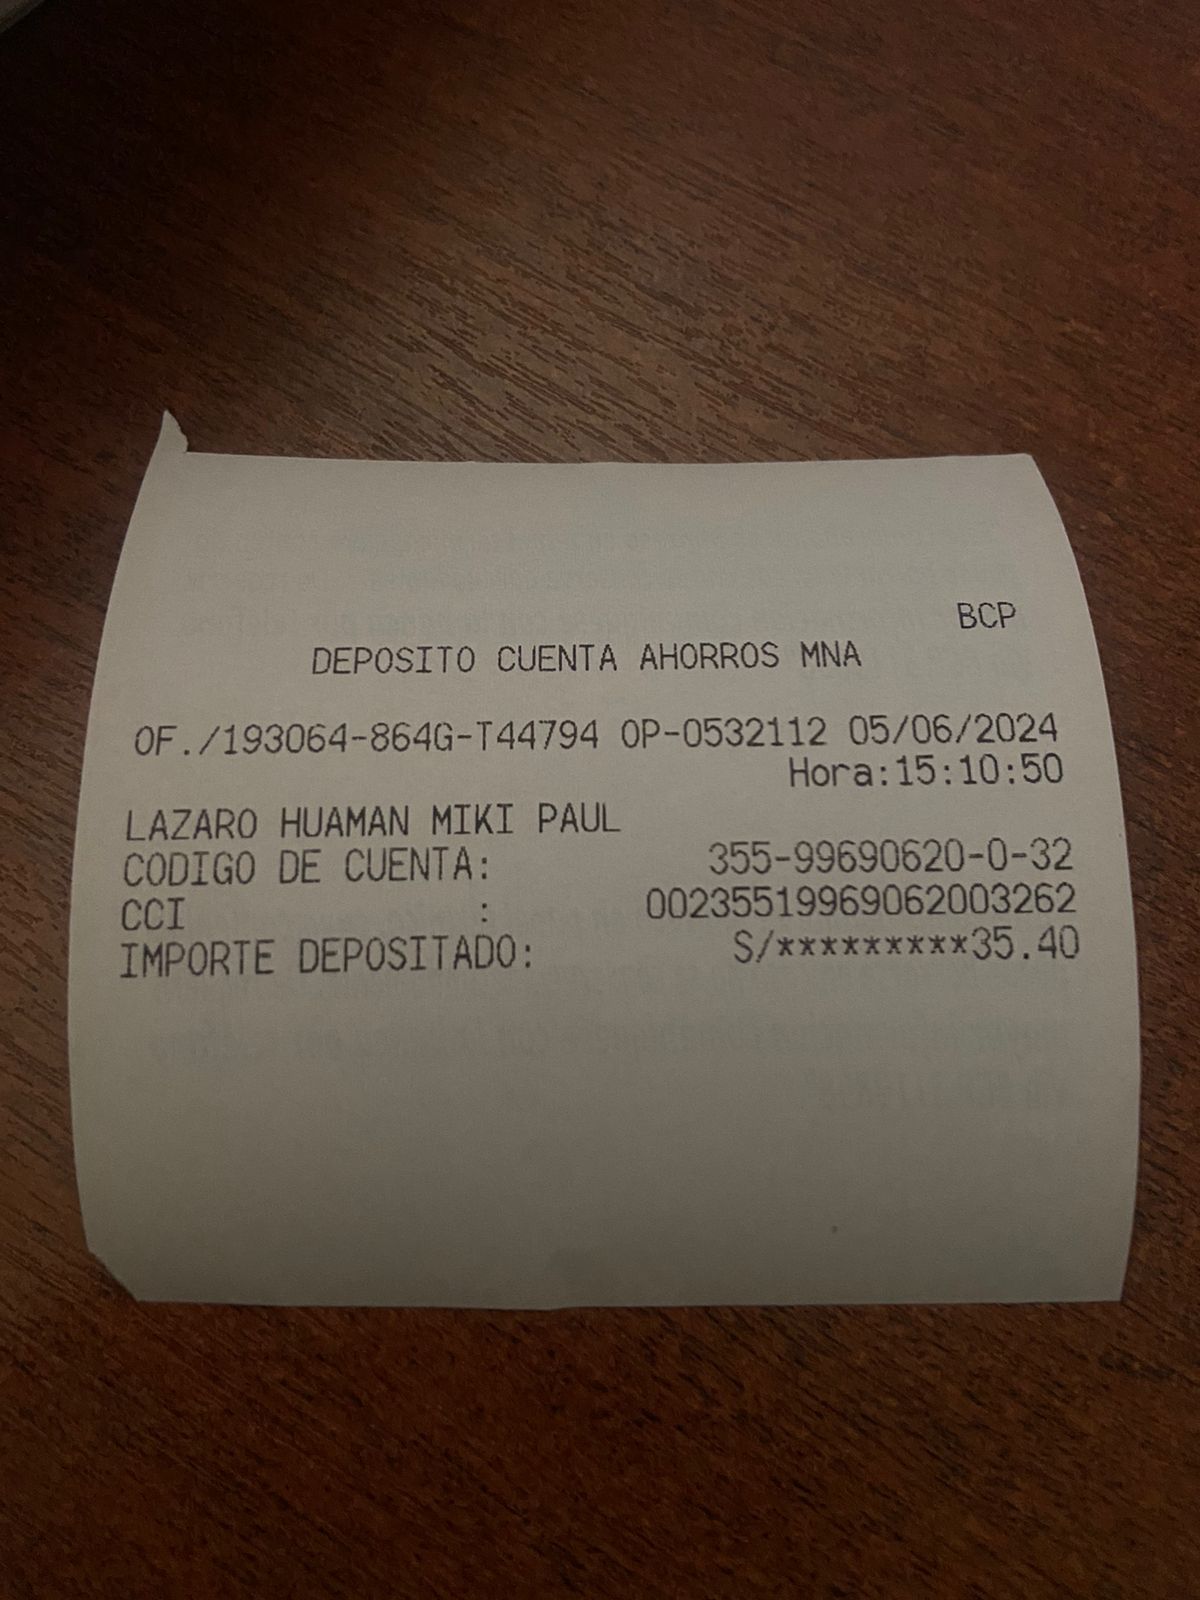 BCP
DEPOSITO CUENTA AHORROS MNA
OF./193064-864G-T44794 OP-0532112 05/06/2024
Hora:15:10:50
LAZARO HUAMAN MIKI PAUL
CODIGO DE CUENTA: 355-99690620-0-32
CCI : 00235519969062003262
IMPORTE DEPOSITADO: S/*********35.40